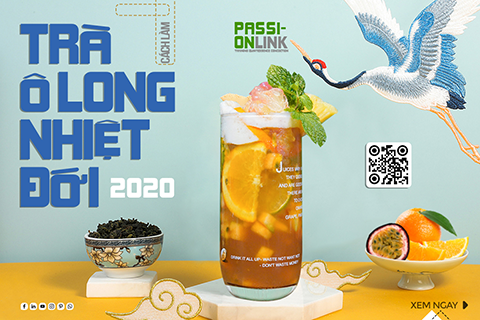 CÁCH LÀM
TRÀ
Ô LONG
NHIỆT
ĐỚI 2020
PASSI-
ONLINK
DRINK IT ALL UP! WASTE NOT WANT NOT
- DON'T WASTE MONEY
XEM NGAY